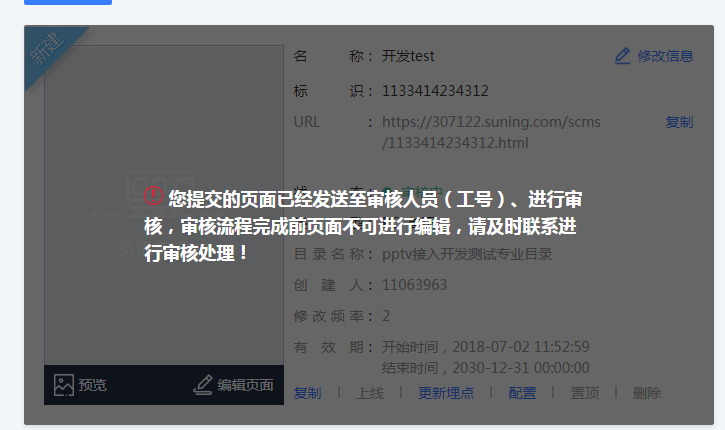 新建
名 称： 开发test
修改信息
标 识： 1133414234312
URL ： https://307122.suning.com/scms
/1133414234312.html
复制
状 态： 审核中
您提交的页面已经发送至审核人员（工号）、进行审
核，审核流程完成前页面不可进行编辑，请及时联系进
行审核处理！
目录名称： pptv接入开发测试专业目录
创 建 人： 11063963
修改频率： 2
有 效 期： 开始时间，2018-07-02 11:52:59
结束时间，2030-12-31 00:00:00
预览 编辑页面
复制 | 上线 | 更新埋点 | 配置 | 置顶 | 删除